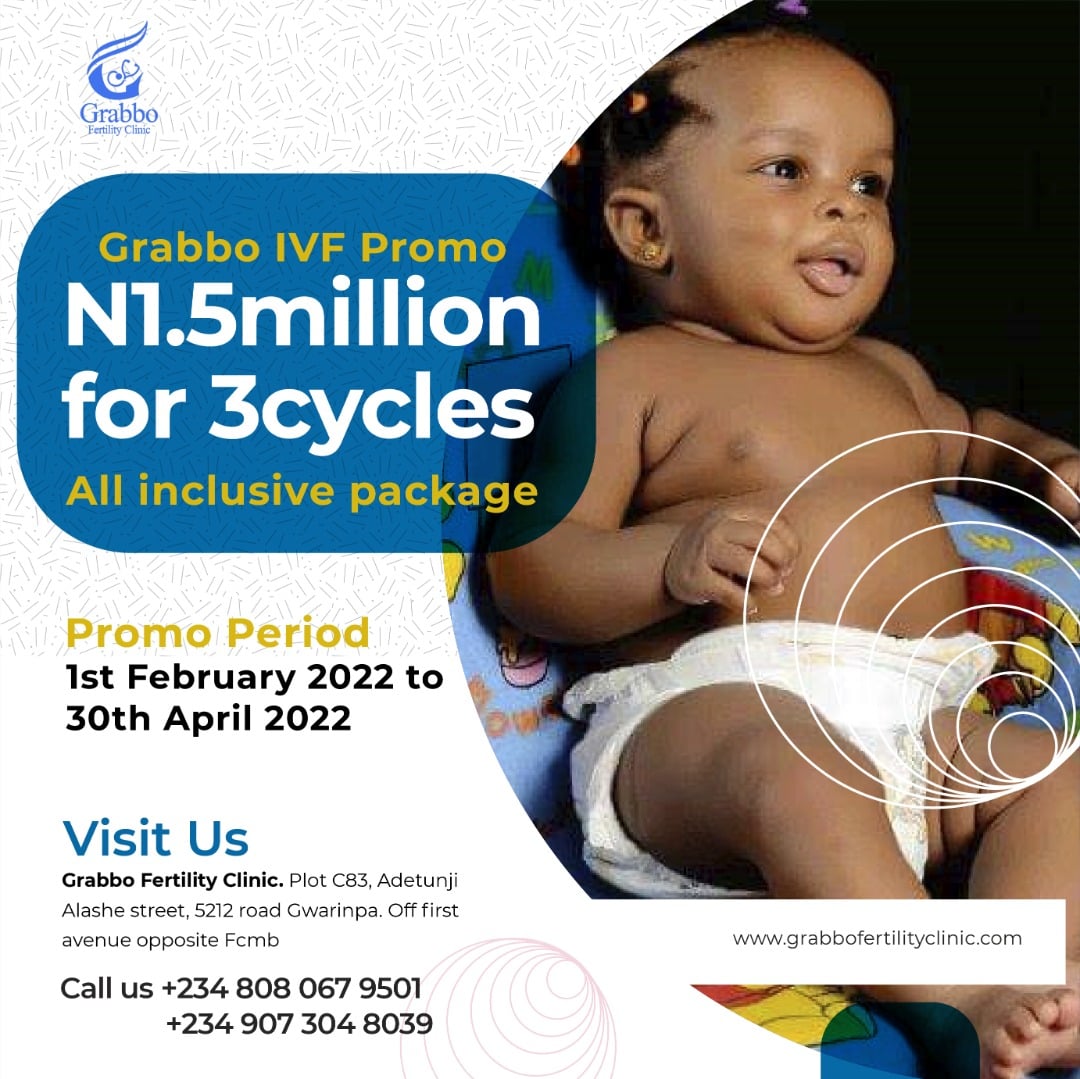 Grabbo
Fertility Clinic
Grabbo IVF Promo
N1.5million
for 3cycles
All inclusive package
Promo Period
1st February 2022 to
30th April 2022
Visit Us
Grabbo Fertility Clinic. Plot C83, Adetunji
Alashe street, 5212 road Gwarinpa. Off first
avenue opposite Fcmb
Call us +234 808 067 9501
+234 907 304 8039
www.grabbofertilityclinic.com